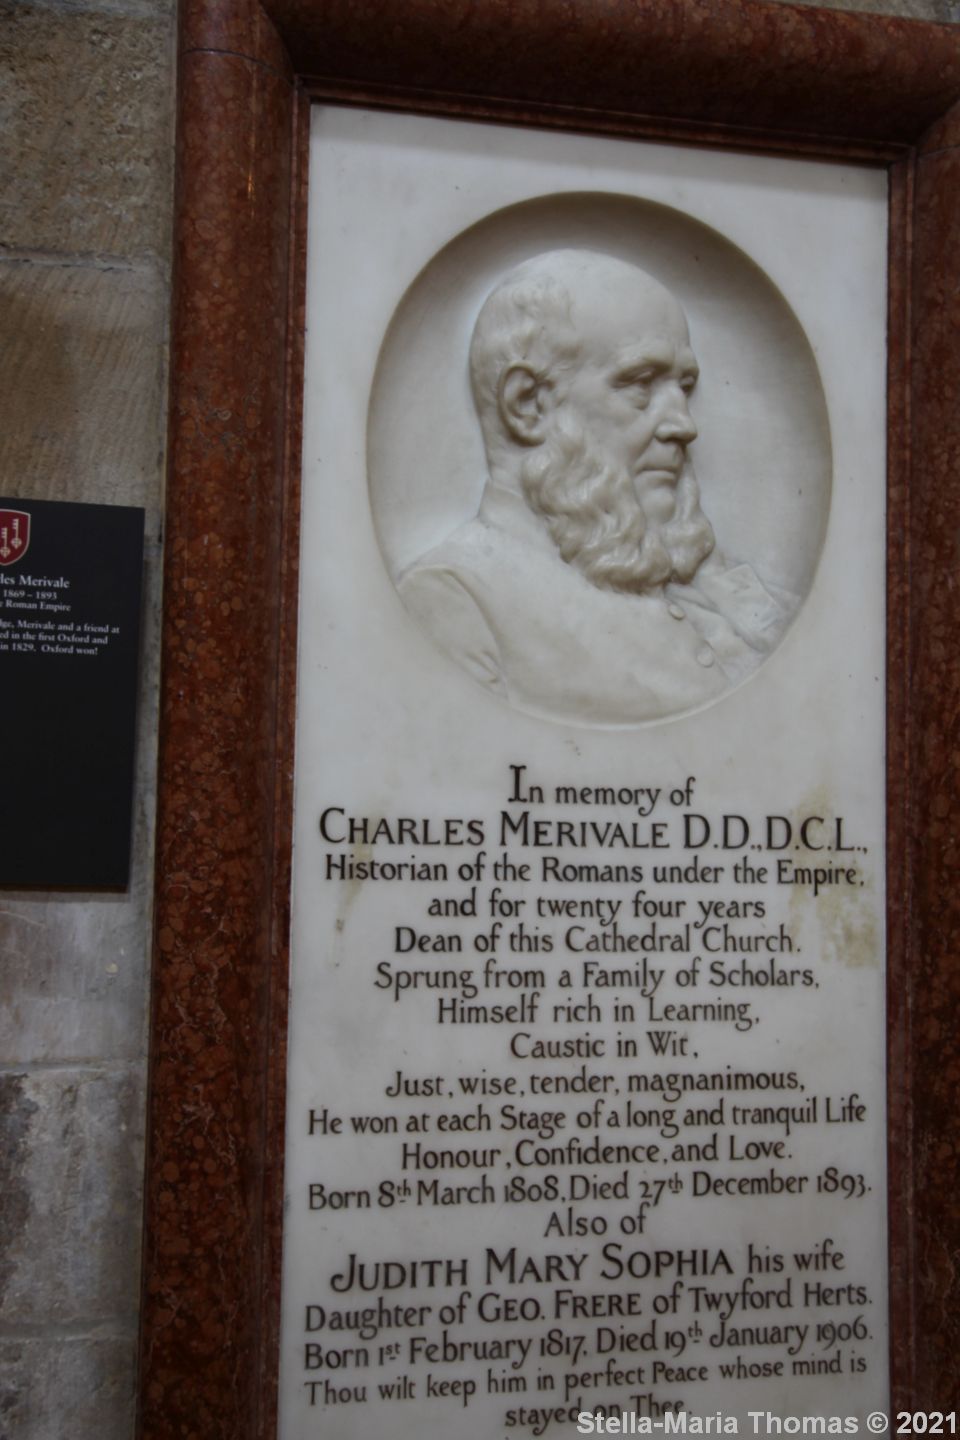 les Merivale
1869 – 1893
Roman Empire
ge, Merivale and a friend at
ed in the first Oxford and
in 1829. Oxford won!
In memory of
CHARLES MERIVALE D.D., D.C.L.,
Historian of the Romans under the Empire,
and for twenty four years
Dean of this Cathedral Church.
Sprung from a Family of Scholars,
Himself rich in Learning,
Caustic in Wit,
Just, wise, tender, magnanimous,
He won at each Stage of a long and tranquil Life
Honour, Confidence, and Love.
Born 8th March 1808, Died 27th December 1893.
Also of
JUDITH MARY SOPHIA his wife
Daughter of GEO. FRERE of Twyford Herts.
Born 1st February 1817, Died 19th January 1906.
Thou wilt keep him in perfect Peace whose mind is
stayed on Thee.
Stella-Maria Thomas © 2021